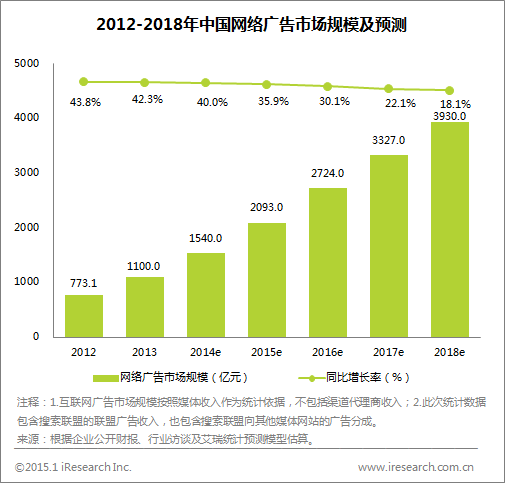 2012-2018年中国网络广告市场规模及预测
5000
43.8% 42.3% 40.0% 35.9% 30.1% 22.1% 18.1%
4000
3000
2000
1000
0
773.1 1100.0 1540.0 2093.0 2724.0 3327.0 3930.0
2012 2013 2014e 2015e 2016e 2017e 2018e
网络广告市场规模（亿元） 同比增长率（%）
注释：1.互联网广告市场规模按照媒体收入作为统计依据，不包括渠道代理商收入；2.此次统计数据
包含搜索联盟的联盟广告收入，也包含搜索联盟向其他媒体网站的广告分成。
来源：根据企业公开财报、行业访谈及艾瑞统计预测模型估算。
©2015.1 iResearch Inc. www.iresearch.com.cn